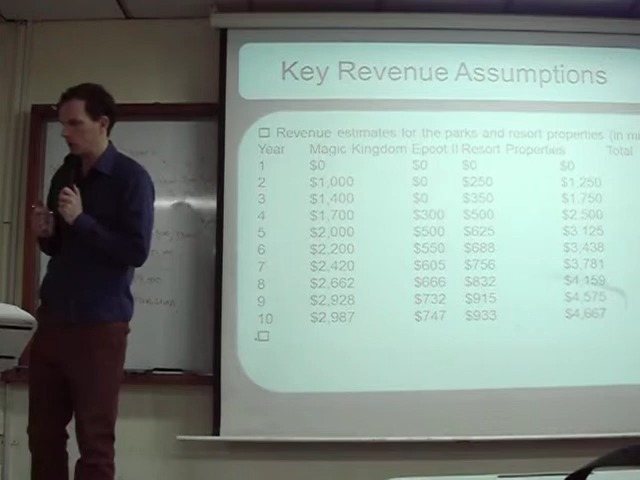 Key Revenue Assumptions
Revenue estimates for the parks and resort properties (in
Year Magic Kingdom Epcot II Resort Properties Total
1 $0 $0 $0 $0
2 $1,000 $0 $250 $1,250
3 $1,400 $0 $350 $1,750
4 $1,700 $300 $500 $2,500
5 $2,000 $500 $625 $3,125
6 $2,200 $550 $688 $3,438
7 $2,420 $605 $756 $3,781
8 $2,662 $666 $832 $4,159
9 $2,928 $732 $915 $4,575
10 $2,987 $747 $933 $4,667